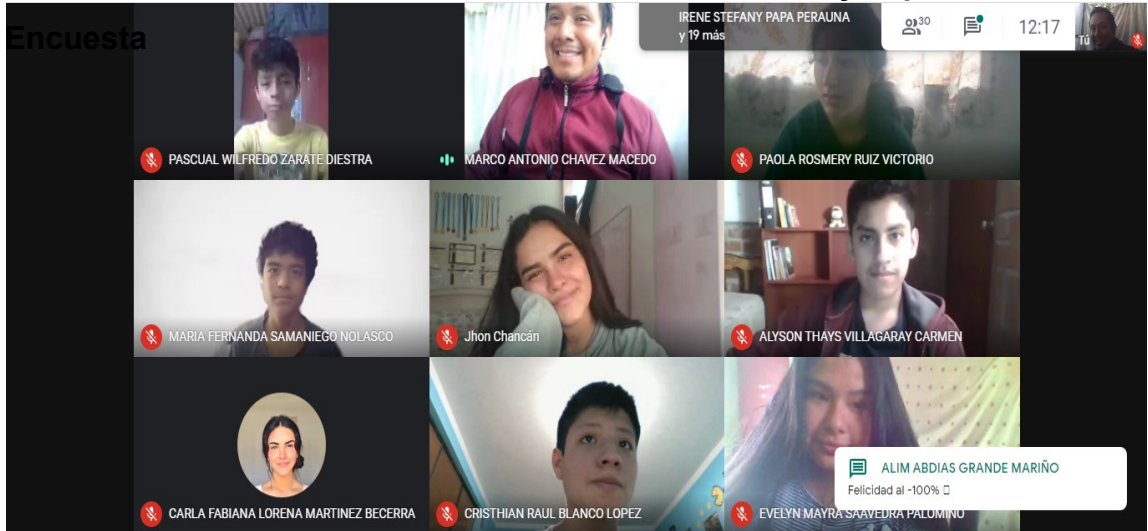 Encuesta
IRENE STEFANY PAPA PERAUNA
y 19 más
30
12:17
Tú
PASCUAL WILFREDO ZARATE DIESTRA
MARCO ANTONIO CHAVEZ MACEDO
PAOLA ROSMERY RUIZ VICTORIO
MARIA FERNANDA SAMANIEGO NOLASCO
Jhon Chancán
ALYSON THAYS VILLAGARAY CARMEN
ALIM ABDIAS GRANDE MARIÑO
Felicidad al -100%
CARLA FABIANA LORENA MARTINEZ BECERRA
CRISTHIAN RAUL BLANCO LOPEZ
EVELYN MAYRA SAAVEDRA PALOMINO